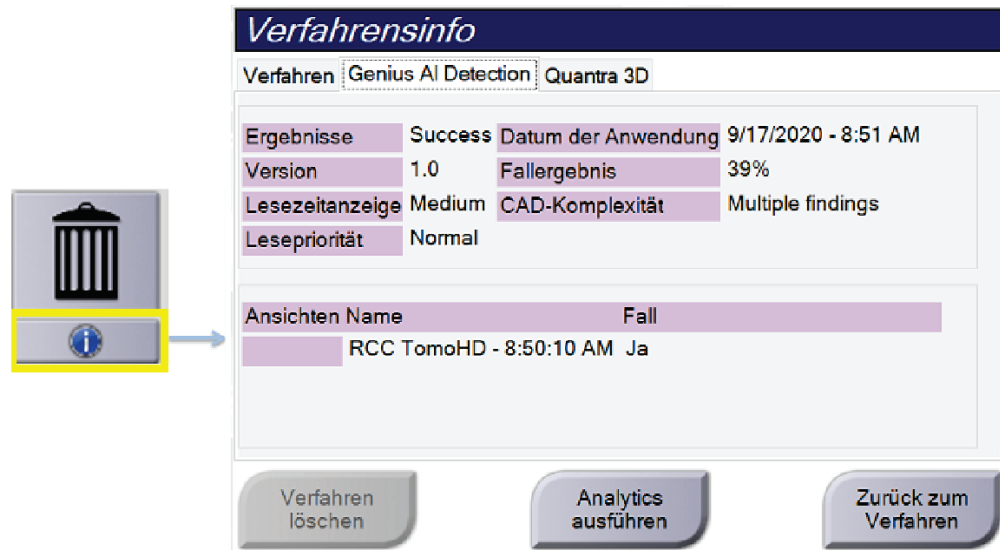 Verfahrensinfo
Verfahren Genius AI Detection Quantra 3D
Ergebnisse Success Datum der Anwendung 9/17/2020 - 8:51 AM
Version 1.0 Fallergebnis 39%
Lesezeitanzeige Medium CAD-Komplexität Multiple findings
Lesepriorität Normal
Ansichten Name Fall
RCC TomoHD - 8:50:10 AM Ja
Verfahren
löschen
Analytics
ausführen
Zurück zum
Verfahren